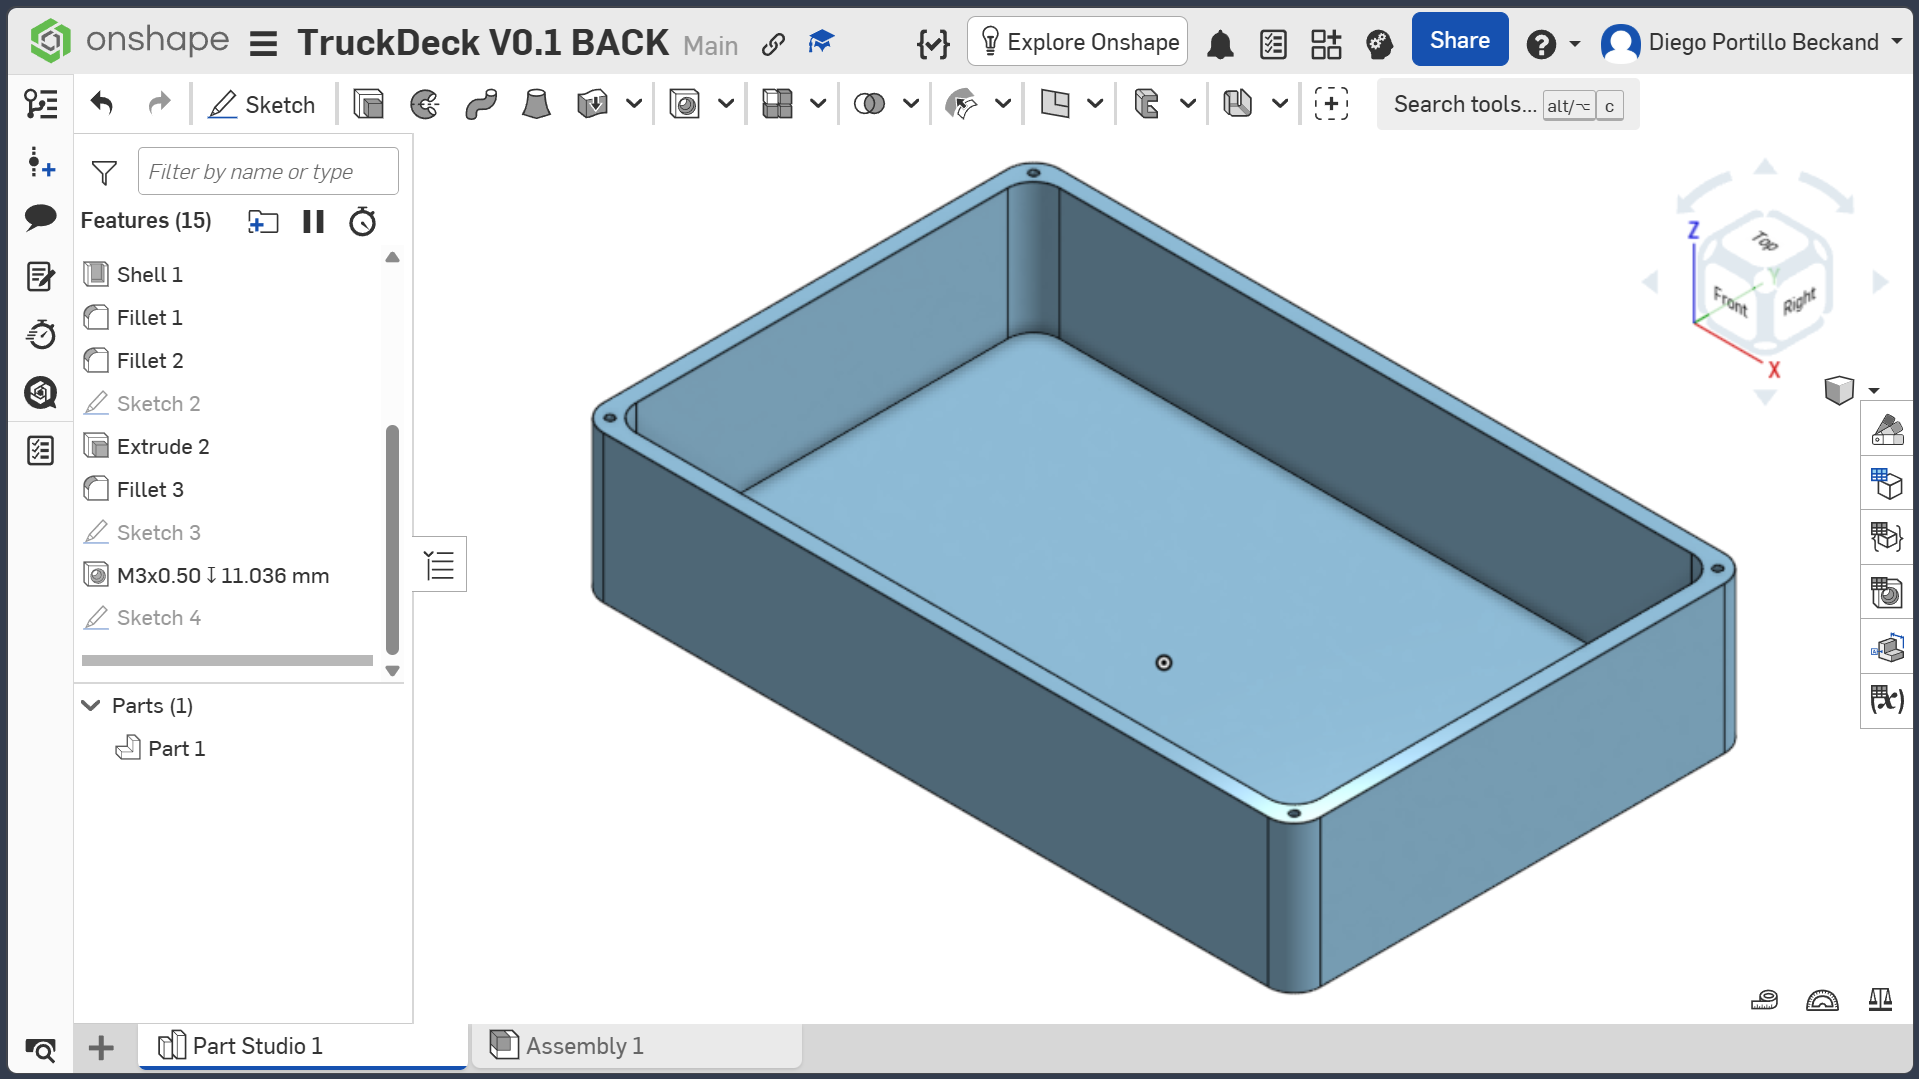 onshape TruckDeck V0.1 BACK Main Explore Onshape Share Diego Portillo Beckand
Sketch Search tools... alt/⌥ c
Filter by name or type
Features (15)
Shell 1
Fillet 1
Fillet 2
Sketch 2
Extrude 2
Fillet 3
Sketch 3
M3x0.50 ↧ 11.036 mm
Sketch 4
Parts (1)
Part 1
Z
Top
Y
Front
Right
X
Part Studio 1
Assembly 1